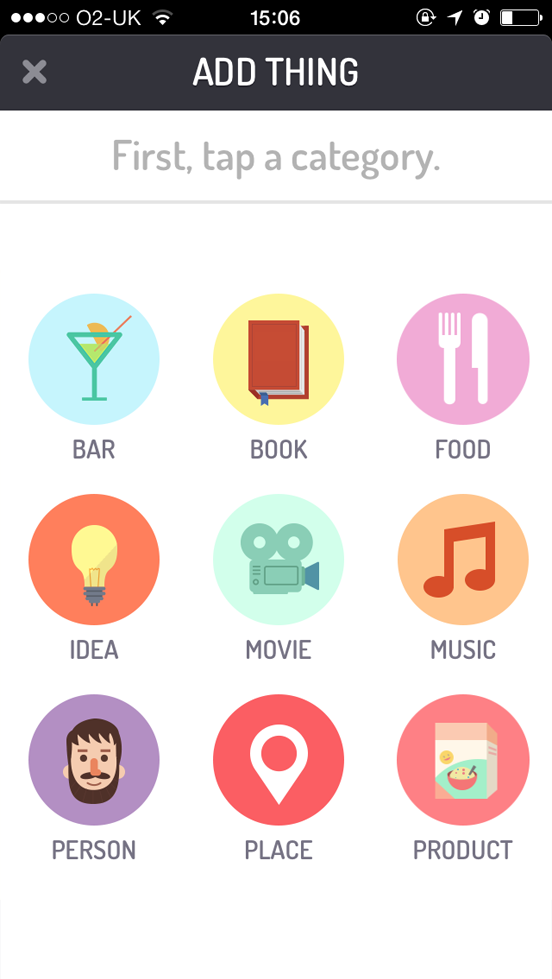 O2-UK 15:06
ADD THING
First, tap a category.
BAR BOOK FOOD
IDEA MOVIE MUSIC
PERSON PLACE PRODUCT